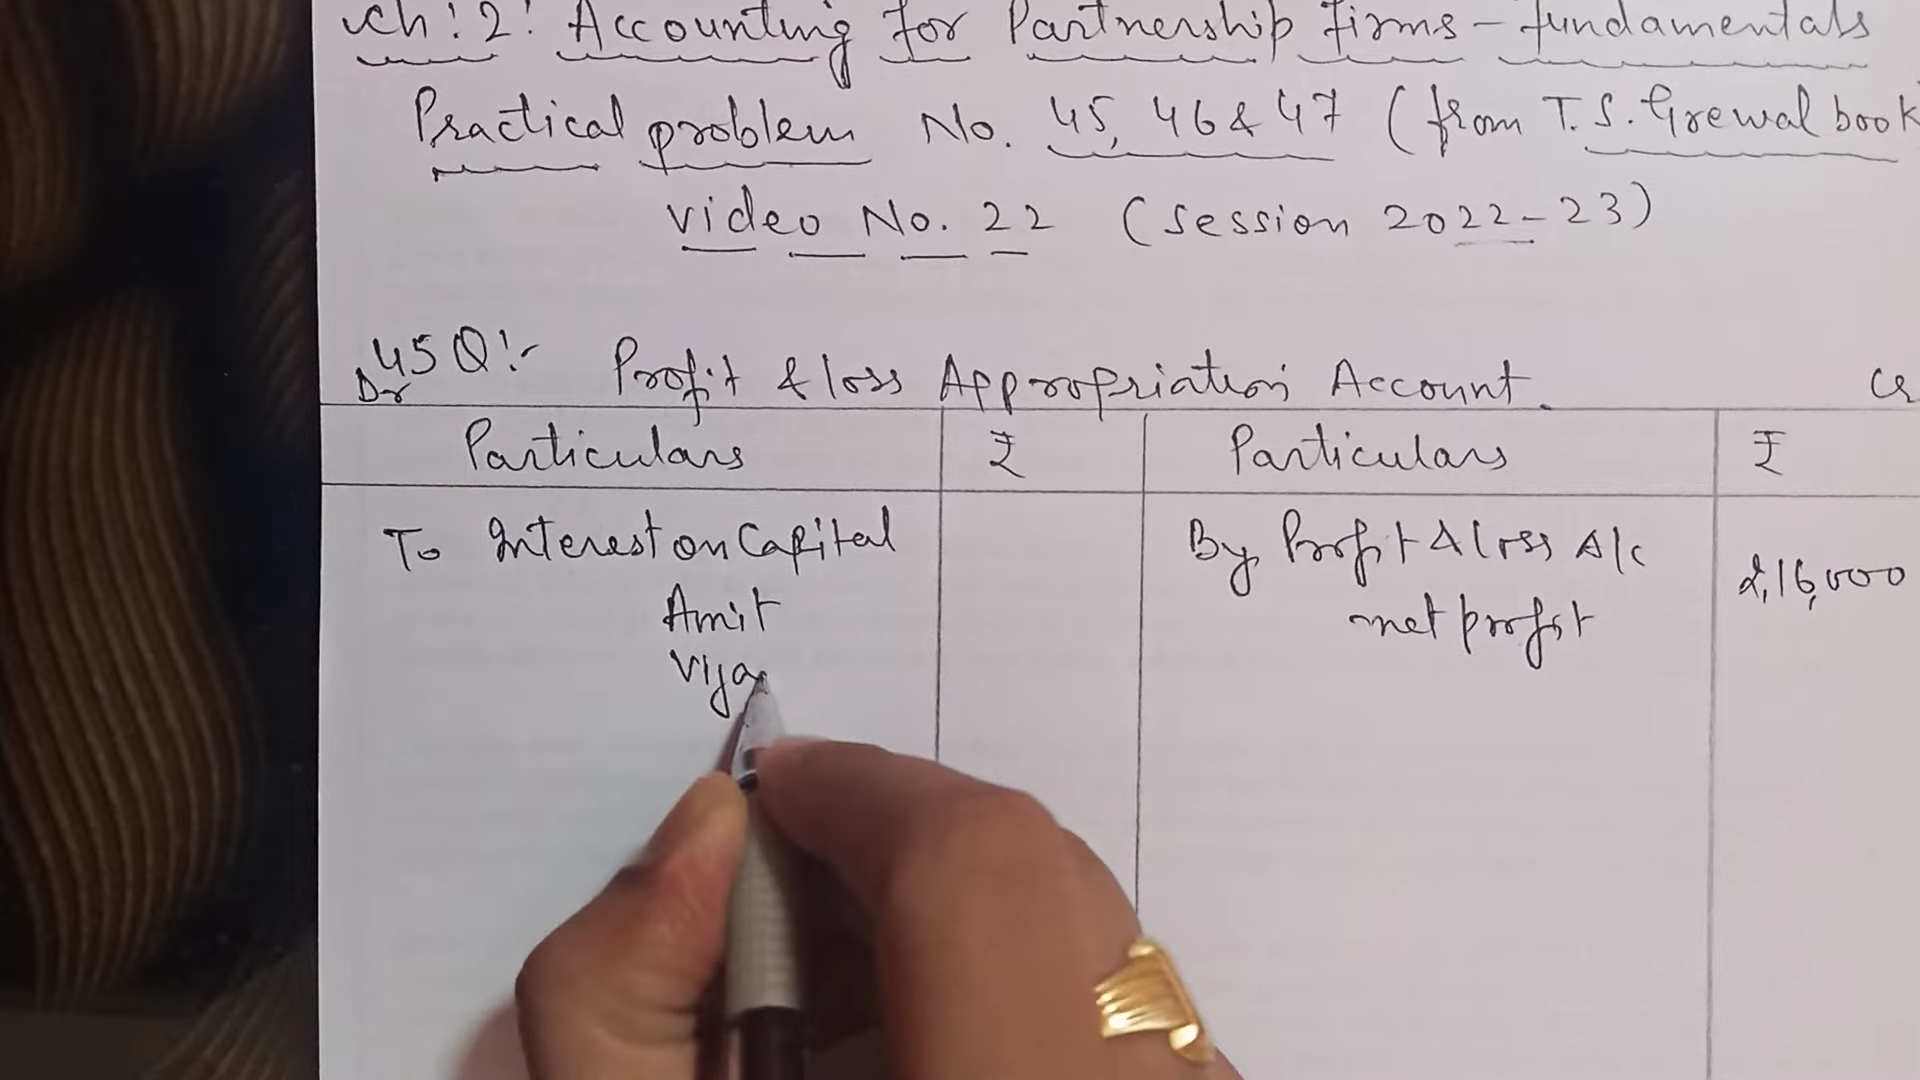 Ch: 2: Accounting for Partnership firms - fundamentals
Practical problem No. 45, 46 & 47 (from T.S. Grewal book
video No. 22 (session 2022-23)
45 Q:- Profit & loss Appropriation Account.
Dr Cr
Particulars ₹ Particulars ₹
To Interest on Capital By Profit & Loss A/c 2,16,000
Amit net profit
Vija